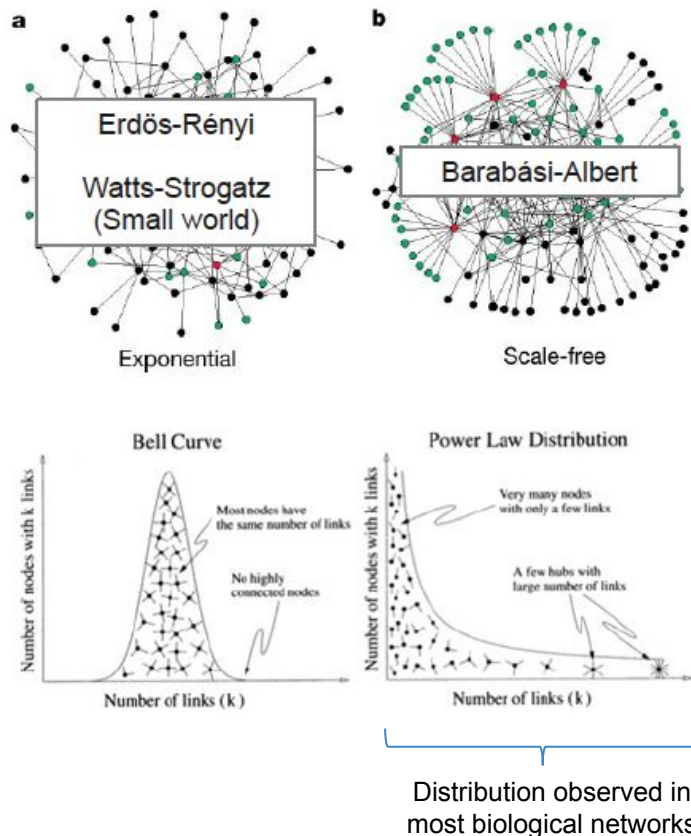 a
Erdös-Rényi
Watts-Strogatz
(Small world)
Exponential
b
Barabási-Albert
Scale-free
Bell Curve
Number of nodes with k links
Most nodes have
the same number of links
No highly
connected nodes
Number of links (k)
Power Law Distribution
Number of nodes with k links
Very many nodes
with only a few links
A few hubs with
large number of links
Number of links (k)
Distribution observed in
most biological networks